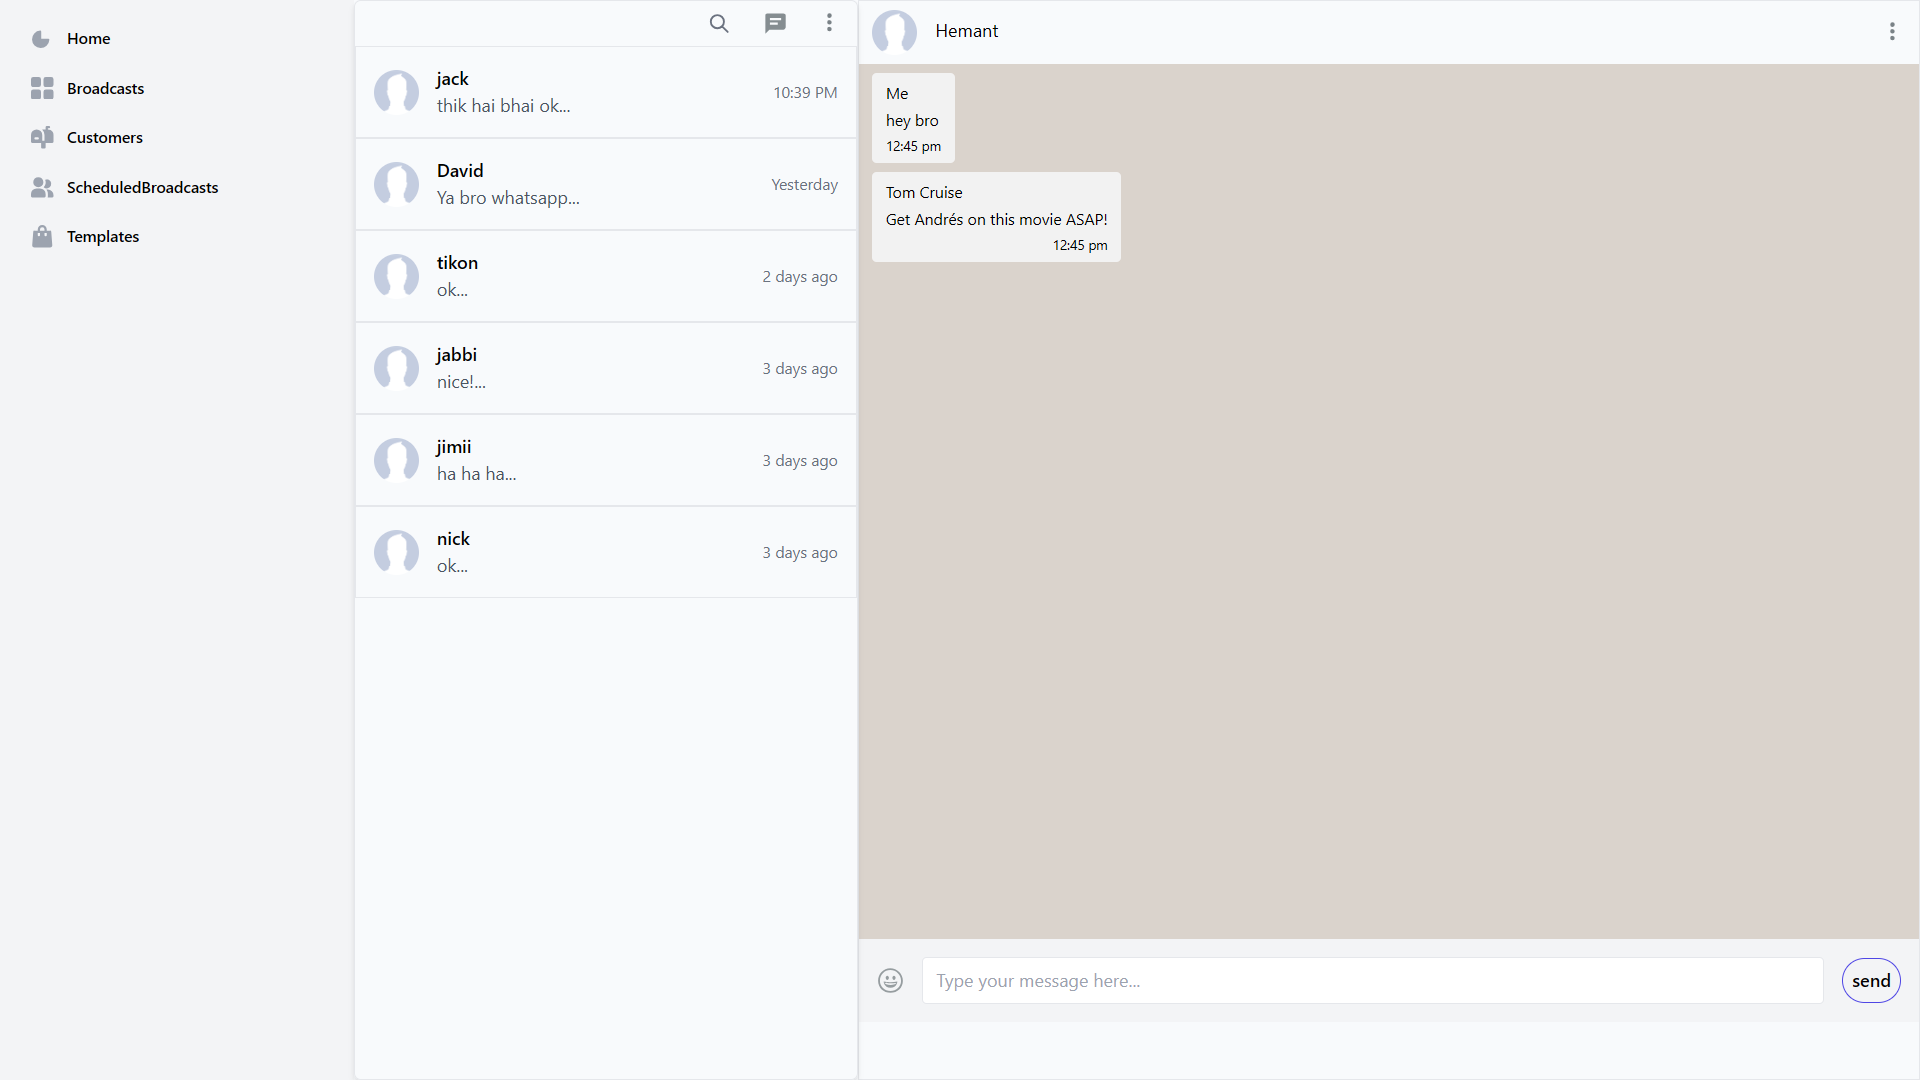 Home
Broadcasts
Customers
ScheduledBroadcasts
Templates
jack
thik hai bhai ok...
10:39 PM
David
Ya bro whatsapp...
Yesterday
tikon
ok...
2 days ago
jabbi
nice!...
3 days ago
jimii
ha ha ha...
3 days ago
nick
ok...
3 days ago
Hemant
Me
hey bro
12:45 pm
Tom Cruise
Get Andrés on this movie ASAP!
12:45 pm
Type your message here...
send